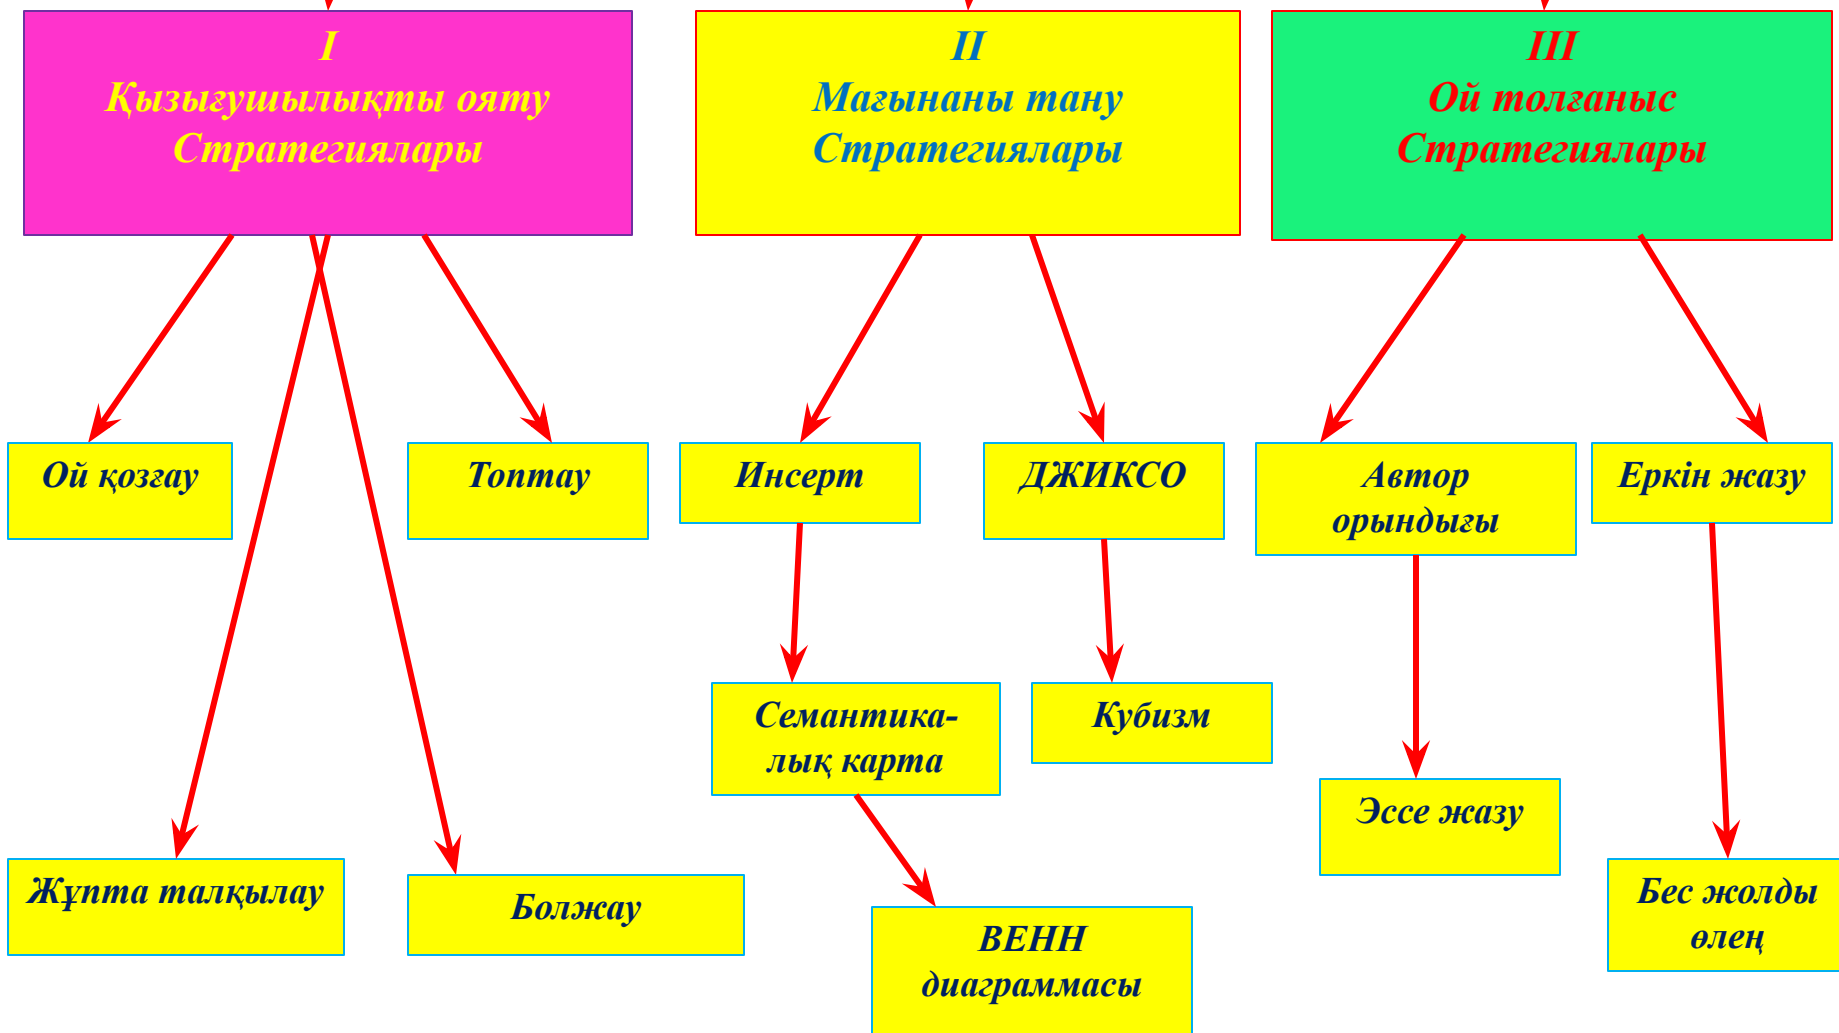 I
Қызығушылықты ояту
Стратегиялары
II
Мағынаны тану
Стратегиялары
III
Ой толғаныс
Стратегиялары
Ой қозғау
Топтау
Инсерт
ДЖИКСО
Автор
орындығы
Еркін жазу
Семантика-
лық карта
Кубизм
Эссе жазу
Жұпта талқылау
Болжау
ВЕНН
диаграммасы
Бес жолды
өлең